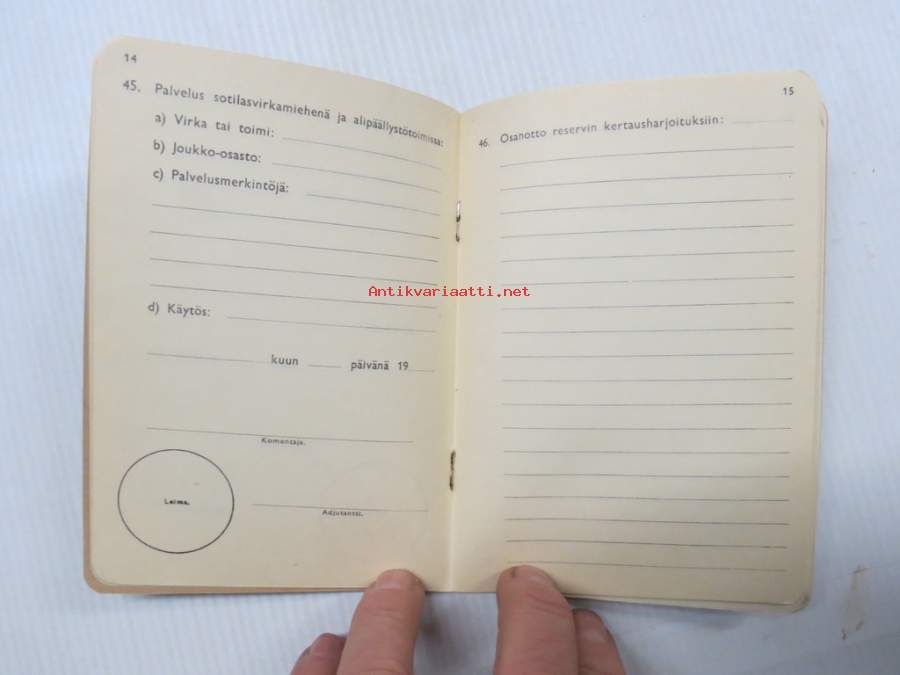 14
45. Palvelus sotilasvirkamiehenä ja alipäällystötoimista:
a) Virka tai toimi:
b) Joukko-osasto:
c) Palvelusmerkintöjä:
d) Käytös:
kuun päivänä 19
Komentaja.
Leima.
Adjutantti.
15
46. Osanotto reservin kertausharjoituksiin:
Antikvariaatti.net